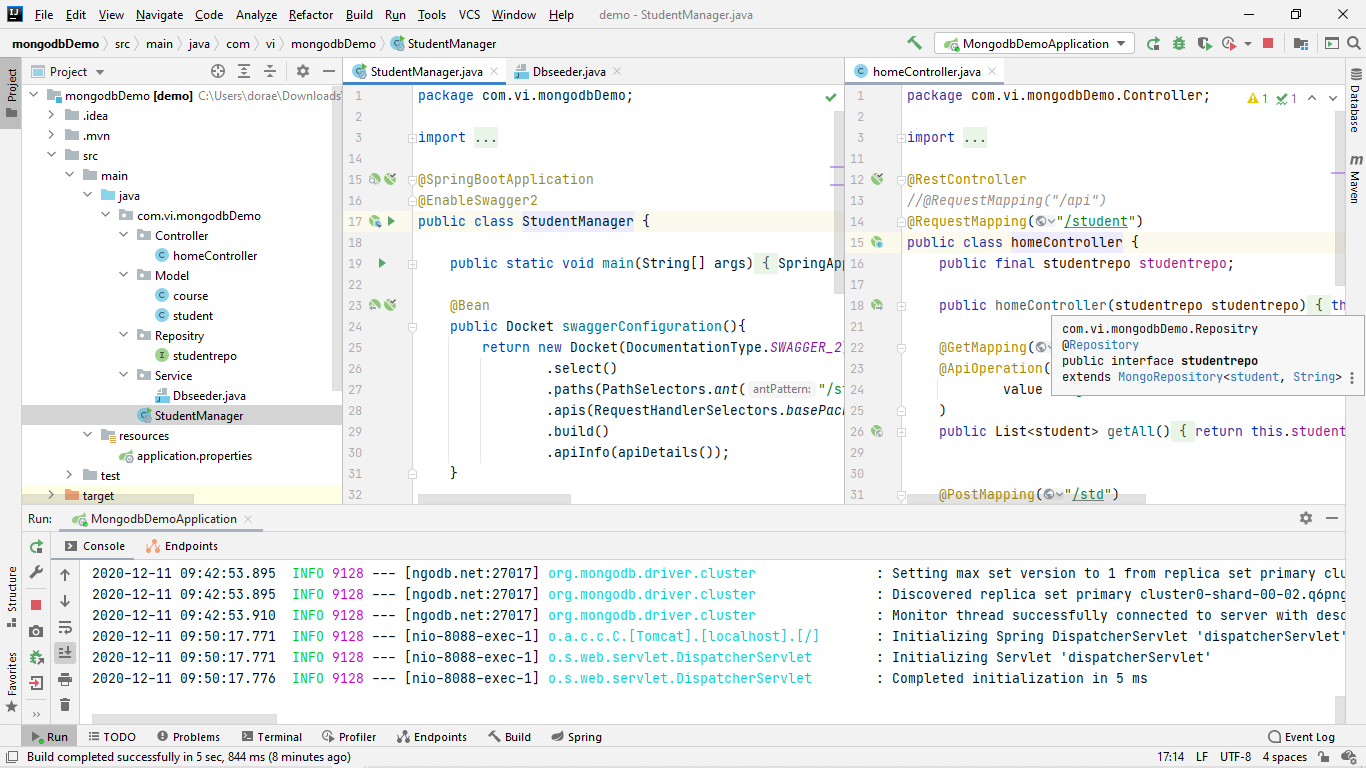 File Edit View Navigate Code Analyze Refactor Build Run Tools VCS Window Help demo - StudentManager.java
mongodbDemo src main java com vi mongodbDemo StudentManager MongodbDemoApplication
Project
StudentManager.java Dbseeder.java homeController.java
Project
Structure
Favorites
Database
m
Maven
mongodbDemo [demo] C:\Users\dorae\Downloads\
.idea
.mvn
src
main
java
com.vi.mongodbDemo
Controller
homeController
Model
course
student
Repositry
studentrepo
Service
Dbseeder.java
StudentManager
resources
application.properties
test
target
1 package com.vi.mongodbDemo;
2
3 import ...
14
15 @SpringBootApplication
16 @EnableSwagger2
17 public class StudentManager {
18
19 public static void main(String[] args) { SpringApp
22
23 @Bean
24 public Docket swaggerConfiguration(){
25 return new Docket(DocumentationType.SWAGGER_2)
26 .select()
27 .paths(PathSelectors.ant( antPattern: "/st
28 .apis(RequestHandlerSelectors.basePack
29 .build()
30 .apiInfo(apiDetails());
31 }
32
1 package com.vi.mongodbDemo.Controller; 1 1
2
3 import ...
11
12 @RestController
13 //@RequestMapping("/api")
14 @RequestMapping("/student")
15 public class homeController {
16 public final studentrepo studentrepo;
17
18 public homeController(studentrepo studentrepo) { th
21
22 @GetMapping(
23 @ApiOperation(
24 value
25 )
26 public List<student> getAll() { return this.student
29
30
31 @PostMapping("/std")
com.vi.mongodbDemo.Repositry
@Repository
public interface studentrepo
extends MongoRepository<student, String>
Run: MongodbDemoApplication
Console Endpoints
2020-12-11 09:42:53.895 INFO 9128 --- [ngodb.net:27017] org.mongodb.driver.cluster : Setting max set version to 1 from replica set primary clu
2020-12-11 09:42:53.895 INFO 9128 --- [ngodb.net:27017] org.mongodb.driver.cluster : Discovered replica set primary cluster0-shard-00-02.q6png
2020-12-11 09:42:53.910 INFO 9128 --- [ngodb.net:27017] org.mongodb.driver.cluster : Monitor thread successfully connected to server with desc
2020-12-11 09:50:17.771 INFO 9128 --- [nio-8088-exec-1] o.a.c.c.C.[Tomcat].[localhost].[/] : Initializing Spring DispatcherServlet 'dispatcherServlet'
2020-12-11 09:50:17.771 INFO 9128 --- [nio-8088-exec-1] o.s.web.servlet.DispatcherServlet : Initializing Servlet 'dispatcherServlet'
2020-12-11 09:50:17.776 INFO 9128 --- [nio-8088-exec-1] o.s.web.servlet.DispatcherServlet : Completed initialization in 5 ms
Run TODO Problems Terminal Profiler Endpoints Build Spring Event Log
Build completed successfully in 5 sec, 844 ms (8 minutes ago) 17:14 LF UTF-8 4 spaces